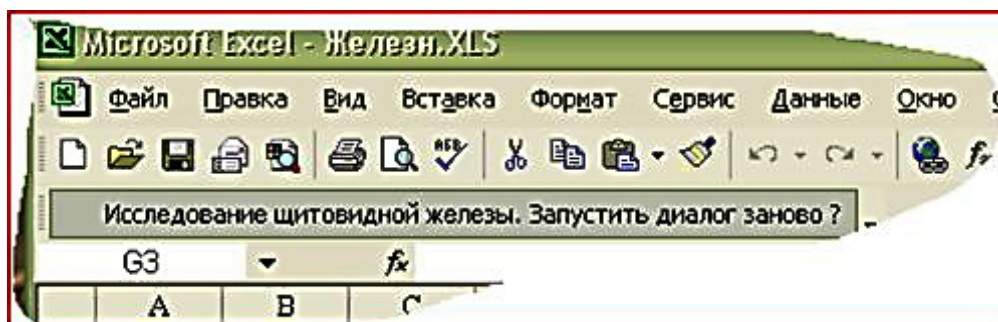 Microsoft Excel - Железн.XLS
Файл Правка Вид Вставка Формат Сервис Данные Окно
Исследование щитовидной железы. Запустить диалог заново ?
G3 fx
A B C